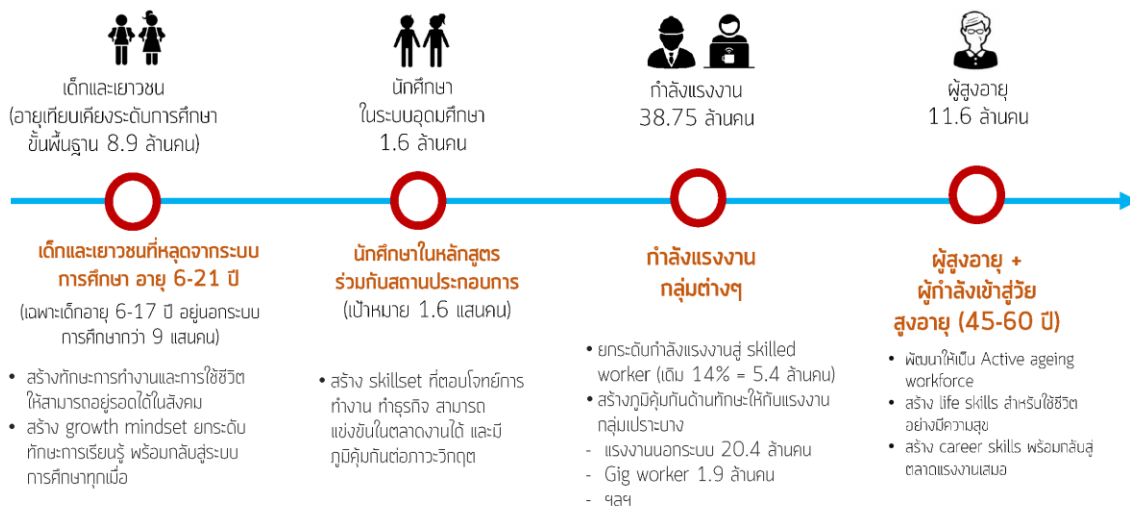 เด็กและเยาวชน
(อายุเทียบเคียงระดับการศึกษา
ขั้นพื้นฐาน 8.9 ล้านคน)
นักศึกษา
ในระบบอุดมศึกษา
1.6 ล้านคน
กำลังแรงงาน
38.75 ล้านคน
ผู้สูงอายุ
11.6 ล้านคน
เด็กและเยาวชนที่หลุดจากระบบ
การศึกษา อายุ 6-21 ปี
(เฉพาะเด็กอายุ 6-17 ปี อยู่นอกระบบ
การศึกษากว่า 9 แสนคน)
• สร้างทักษะการทำงานและการใช้ชีวิต
ให้สามารถอยู่รอดได้ในสังคม
• สร้าง growth mindset ยกระดับ
ทักษะการเรียนรู้ พร้อมกลับสู่ระบบ
การศึกษาทุกเมื่อ
นักศึกษาในหลักสูตร
ร่วมกับสถานประกอบการ
(เป้าหมาย 1.6 แสนคน)
• สร้าง skillset ที่ตอบโจทย์การ
ทำงาน ทำธุรกิจ สามารถ
แข่งขันในตลาดงานได้ และมี
ภูมิคุ้มกันต่อภาวะวิกฤต
กำลังแรงงาน
กลุ่มต่างๆ
• ยกระดับกำลังแรงงานสู่ skilled
worker (เดิม 14% = 5.4 ล้านคน)
• สร้างภูมิคุ้มกันด้านทักษะให้กับแรงงาน
กลุ่มเปราะบาง
- แรงงานนอกระบบ 20.4 ล้านคน
- Gig worker 1.9 ล้านคน
- ฯลฯ
ผู้สูงอายุ +
ผู้กำลังเข้าสู่วัย
สูงอายุ (45-60 ปี)
• พัฒนาให้เป็น Active ageing
workforce
• สร้าง life skills สำหรับใช้ชีวิต
อย่างมีความสุข
• สร้าง career skills พร้อมกลับสู่
ตลาดแรงงานเสมอ